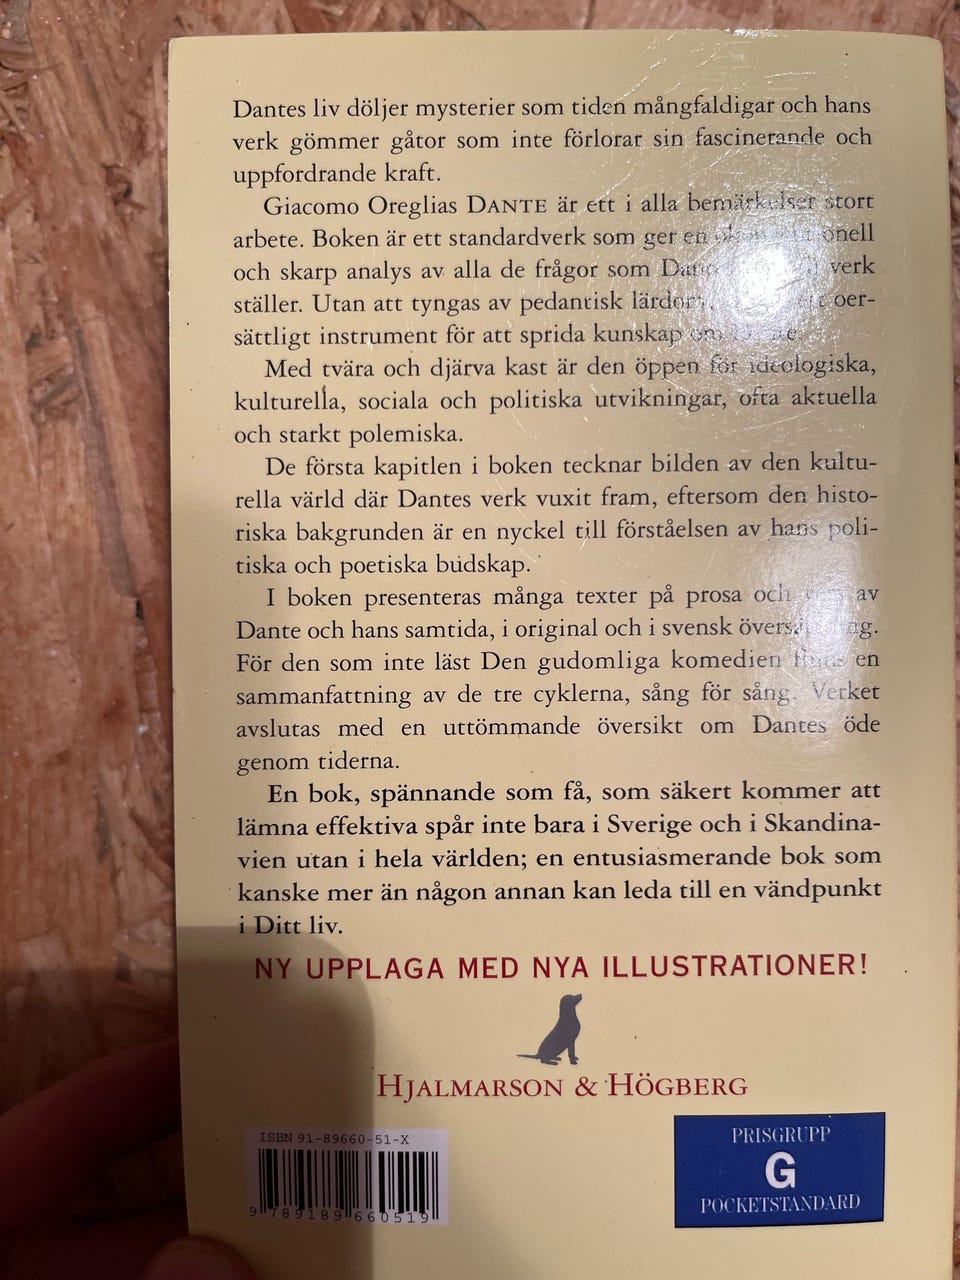 Dantes liv döljer mysterier som tiden mångfaldigar och hans
verk gömmer gåtor som inte förlorar sin fascinerande och
uppfordrande kraft.
Giacomo Oreglias DANTE är ett i alla bemärkelser stort
arbete. Boken är ett standardverk som ger en
och skarp analys av alla de frågor som verk
ställer. Utan att tyngas av pedantisk lärdom, oer-
sättligt instrument för att sprida kunskap om
Med tvära och djärva kast är den öppen för ideologiska,
kulturella, sociala och politiska utvikningar, ofta aktuella
och starkt polemiska.
De första kapitlen i boken tecknar bilden av den kultu-
rella värld där Dantes verk vuxit fram, eftersom den histo-
riska bakgrunden är en nyckel till förståelsen av hans poli-
tiska och poetiska budskap.
I boken presenteras många texter på prosa och av
Dante och hans samtida, i original och i svensk översättning.
För den som inte läst Den gudomliga komedien finns en
sammanfattning av de tre cyklerna, sång för sång. Verket
avslutas med en uttömmande översikt om Dantes öde
genom tiderna.
En bok, spännande som få, som säkert kommer att
lämna effektiva spår inte bara i Sverige och i Skandina-
vien utan i hela världen; en entusiasmerande bok som
kanske mer än någon annan kan leda till en vändpunkt
i Ditt liv.
NY UPPLAGA MED NYA ILLUSTRATIONER!
HJALMARSON & HÖGBERG
ISBN 91-89660-51-X
9 789189 660519
PRISGRUPP
G
POCKETSTANDARD